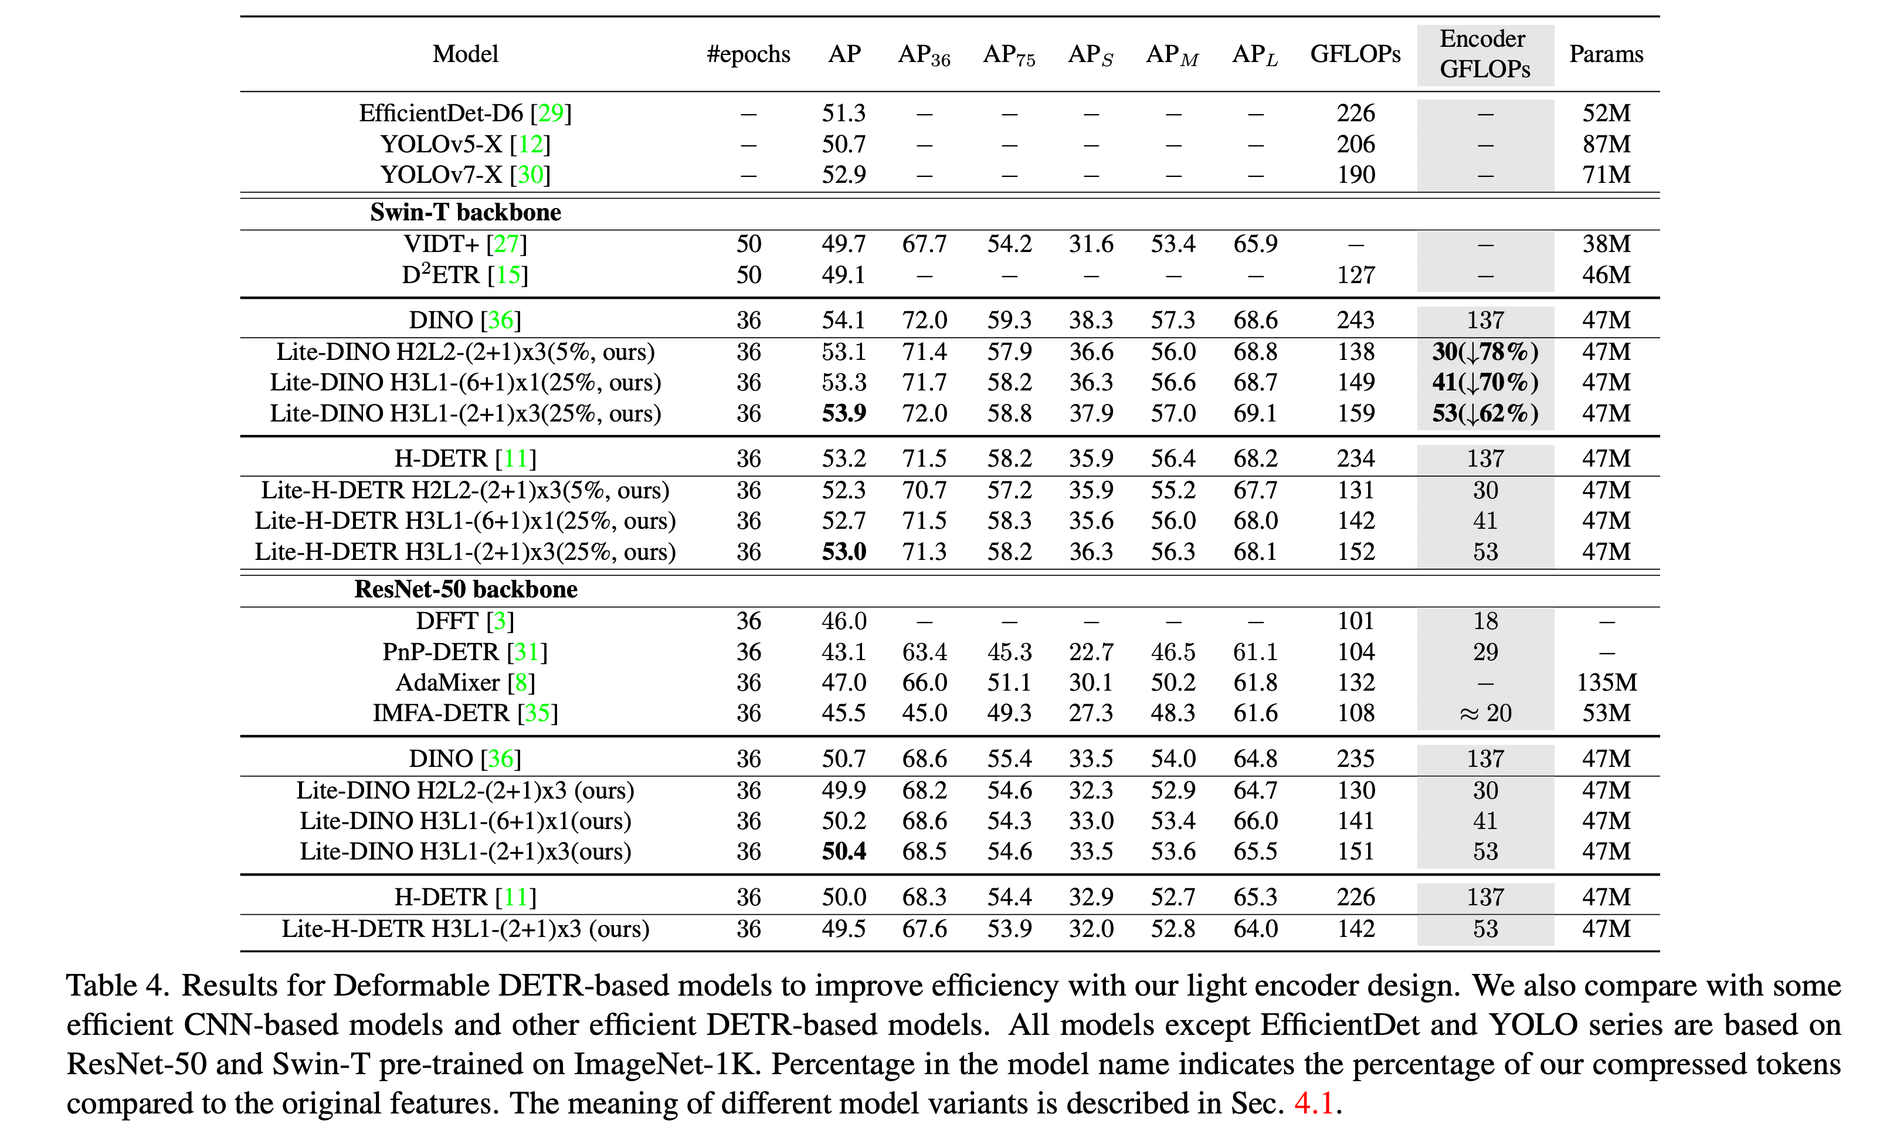 Model #epochs AP AP36 AP75 APS APM APL GFLOPs Encoder GFLOPs Params
EfficientDet-D6 [29] – 51.3 – – – – – 226 – 52M
YOLOv5-X [12] – 50.7 – – – – – 206 – 87M
YOLOv7-X [30] – 52.9 – – – – – 190 – 71M
Swin-T backbone
VIDT+ [27] 50 49.7 67.7 54.2 31.6 53.4 65.9 – – 38M
D²ETR [15] 50 49.1 – – – – – 127 – 46M
DINO [36] 36 54.1 72.0 59.3 38.3 57.3 68.6 243 137 47M
Lite-DINO H2L2-(2+1)x3(5%, ours) 36 53.1 71.4 57.9 36.6 56.0 68.8 138 30(↓78%) 47M
Lite-DINO H3L1-(6+1)x1(25%, ours) 36 53.3 71.7 58.2 36.3 56.6 68.7 149 41(↓70%) 47M
Lite-DINO H3L1-(2+1)x3(25%, ours) 36 53.9 72.0 58.8 37.9 57.0 69.1 159 53(↓62%) 47M
H-DETR [11] 36 53.2 71.5 58.2 35.9 56.4 68.2 234 137 47M
Lite-H-DETR H2L2-(2+1)x3(5%, ours) 36 52.3 70.7 57.2 35.9 55.2 67.7 131 30 47M
Lite-H-DETR H3L1-(6+1)x1(25%, ours) 36 52.7 71.5 58.3 35.6 56.0 68.0 142 41 47M
Lite-H-DETR H3L1-(2+1)x3(25%, ours) 36 53.0 71.3 58.2 36.3 56.3 68.1 152 53 47M
ResNet-50 backbone
DFFT [3] 36 46.0 – – – – – 101 18 –
PnP-DETR [31] 36 43.1 63.4 45.3 22.7 46.5 61.1 104 29 –
AdaMixer [8] 36 47.0 66.0 51.1 30.1 50.2 61.8 132 – 135M
IMFA-DETR [35] 36 45.5 45.0 49.3 27.3 48.3 61.6 108 ≈ 20 53M
DINO [36] 36 50.7 68.6 55.4 33.5 54.0 64.8 235 137 47M
Lite-DINO H2L2-(2+1)x3 (ours) 36 49.9 68.2 54.6 32.3 52.9 64.7 130 30 47M
Lite-DINO H3L1-(6+1)x1(ours) 36 50.2 68.6 54.3 33.0 53.4 66.0 141 41 47M
Lite-DINO H3L1-(2+1)x3(ours) 36 50.4 68.5 54.6 33.5 53.6 65.5 151 53 47M
H-DETR [11] 36 50.0 68.3 54.4 32.9 52.7 65.3 226 137 47M
Lite-H-DETR H3L1-(2+1)x3 (ours) 36 49.5 67.6 53.9 32.0 52.8 64.0 142 53 47M
Table 4. Results for Deformable DETR-based models to improve efficiency with our light encoder design. We also compare with some
efficient CNN-based models and other efficient DETR-based models. All models except EfficientDet and YOLO series are based on
ResNet-50 and Swin-T pre-trained on ImageNet-1K. Percentage in the model name indicates the percentage of our compressed tokens
compared to the original features. The meaning of different model variants is described in Sec. 4.1.